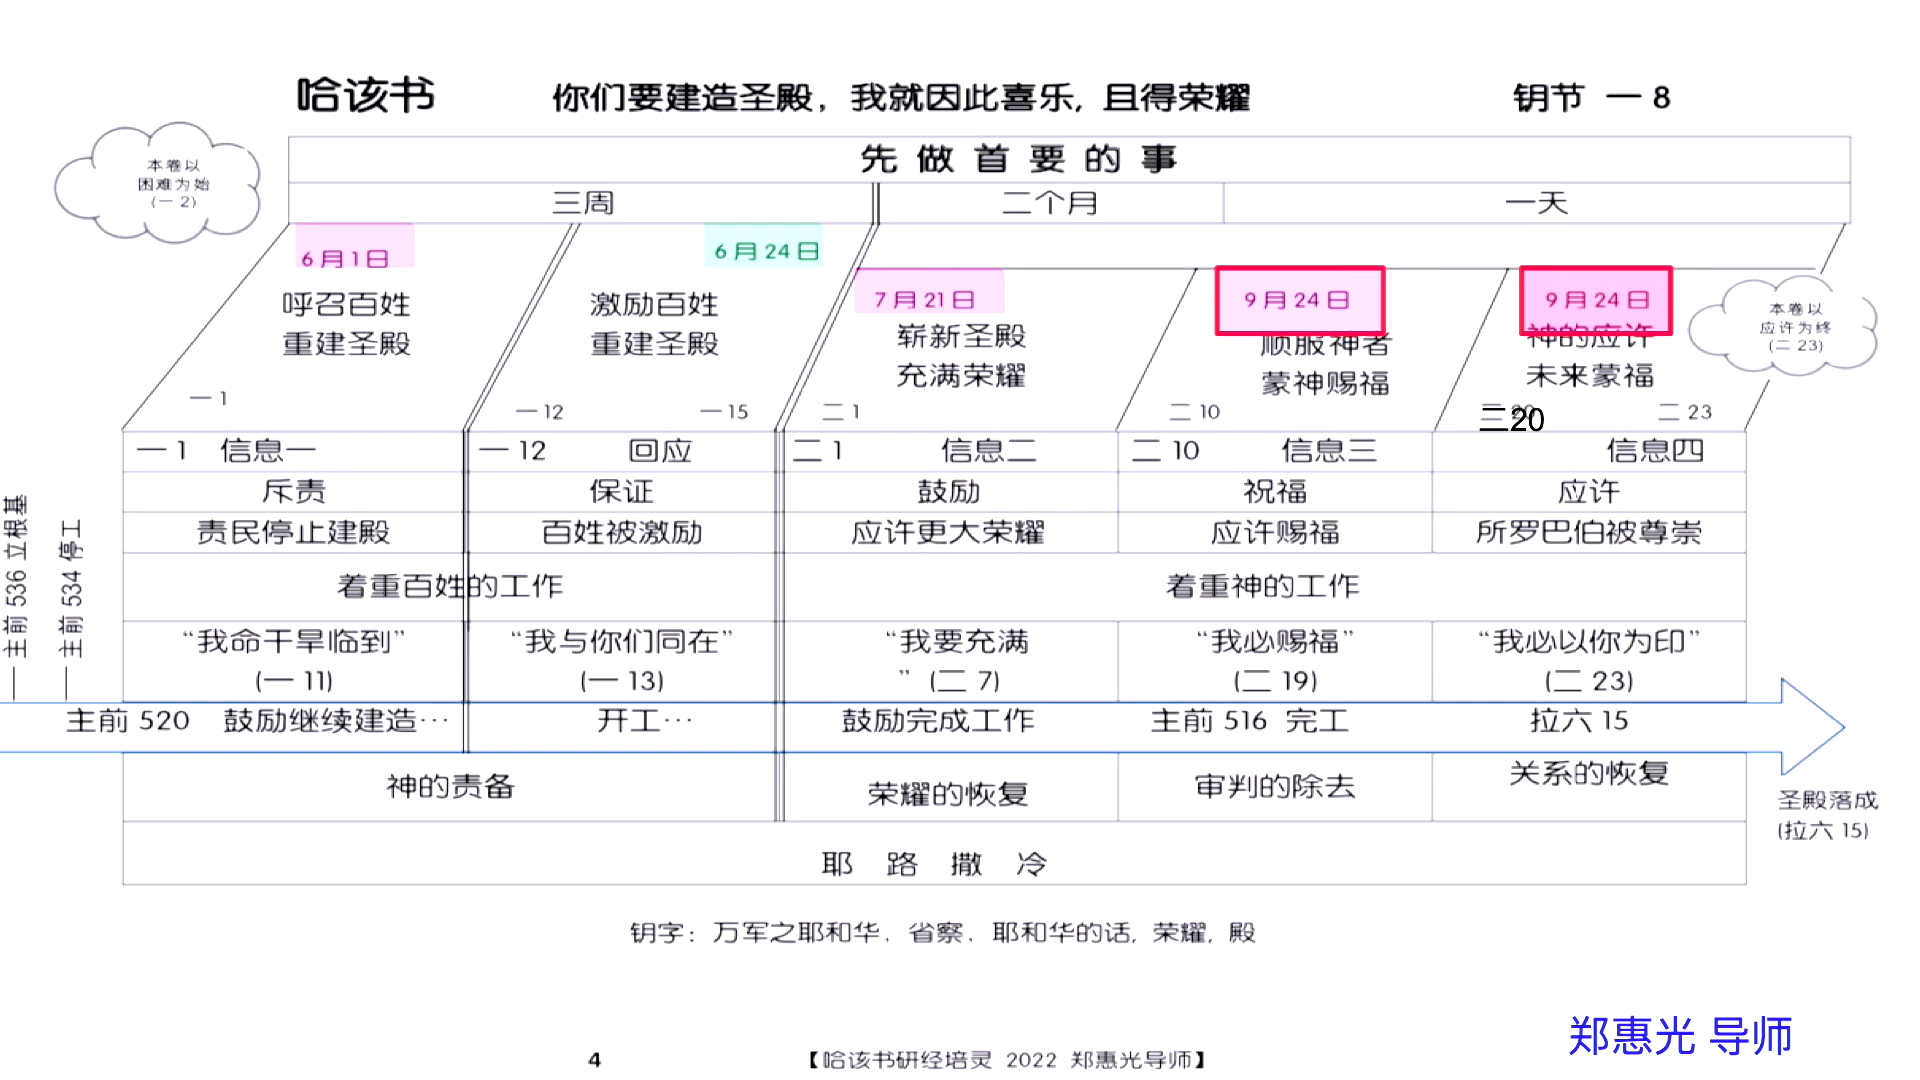 哈该书 你们要建造圣殿，我就因此喜乐, 且得荣耀 钥节 一 8
本卷以
困难为始
(一 2)
先做首要的事
三周 二个月 一天
6月1日
6月24日
7月21日
9月24日
9月24日
呼召百姓
重建圣殿
激励百姓
重建圣殿
崭新圣殿
充满荣耀
顺服神者
蒙神赐福
神的应许
未来蒙福
本卷以
应许为终
(二 23)
一 1 一 12 一 15 二 1 二 10 三20 二 23
一 1 信息一 一 12 回应 二 1 信息二 二 10 信息三 信息四
斥责 保证 鼓励 祝福 应许
责民停止建殿 百姓被激励 应许更大荣耀 应许赐福 所罗巴伯被尊崇
着重百姓的工作 着重神的工作
“我命干旱临到” “我与你们同在” “我要充满 “我必赐福” “我必以你为印”
(一 11) (一 13) ” (二 7) (二 19) (二 23)
主前 536 立根基
主前 534 停工
主前 520 鼓励继续建造… 开工… 鼓励完成工作 主前 516 完工 拉六 15
神的责备 荣耀的恢复 审判的除去 关系的恢复
圣殿落成
(拉六 15)
耶路撒冷
钥字：万军之耶和华，省察，耶和华的话, 荣耀, 殿
郑惠光 导师
4 【哈该书研经培灵 2022 郑惠光导师】